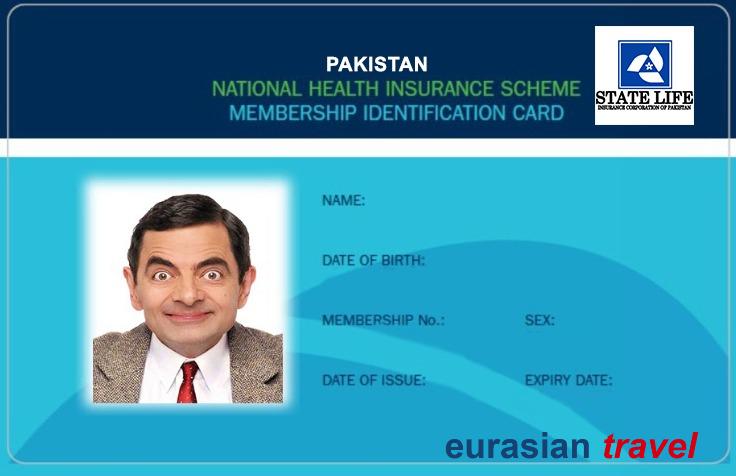 PAKISTAN
NATIONAL HEALTH INSURANCE SCHEME
MEMBERSHIP IDENTIFICATION CARD
STATE LIFE
INSURANCE CORPORATION OF PAKISTAN
NAME:
DATE OF BIRTH:
MEMBERSHIP No.:
SEX:
DATE OF ISSUE:
EXPIRY DATE:
eurasian travel